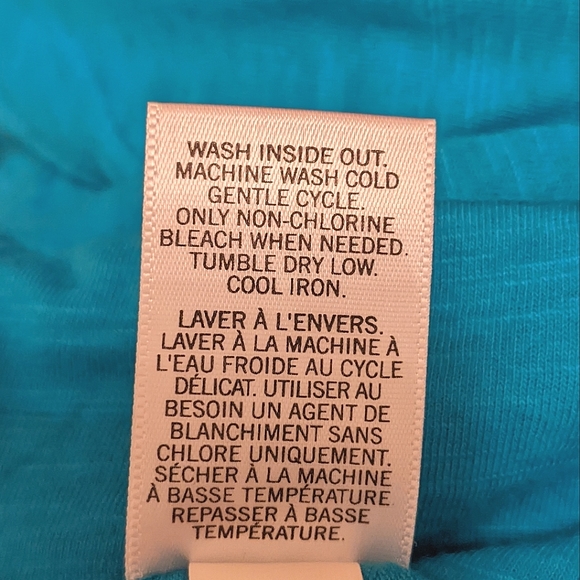 WASH INSIDE OUT.
MACHINE WASH COLD
GENTLE CYCLE.
ONLY NON-CHLORINE
BLEACH WHEN NEEDED.
TUMBLE DRY LOW.
COOL IRON.
LAVER À L'ENVERS.
LAVER À LA MACHINE À
L'EAU FROIDE AU CYCLE
DÉLICAT. UTILISER AU
BESOIN UN AGENT DE
BLANCHIMENT SANS
CHLORE UNIQUEMENT.
SÉCHER À LA MACHINE
À BASSE TEMPÉRATURE.
REPASSER À BASSE
TEMPÉRATURE.